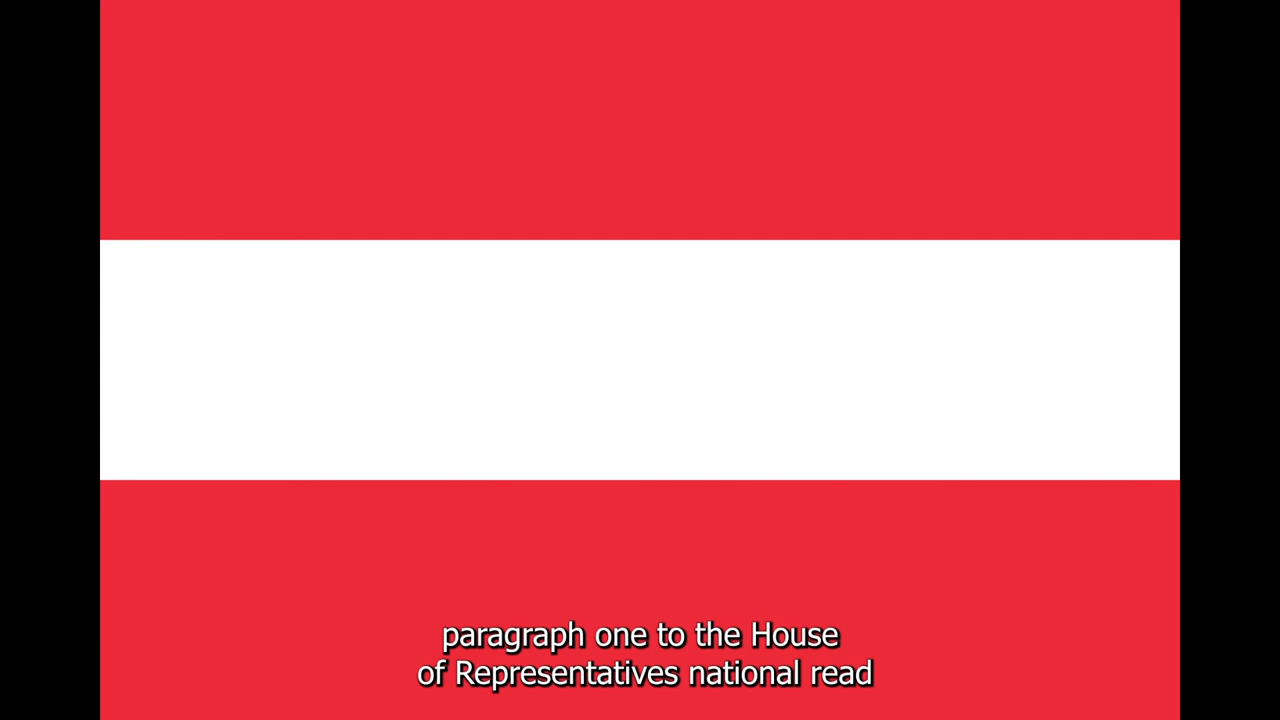 paragraph one to the House
of Representatives national read